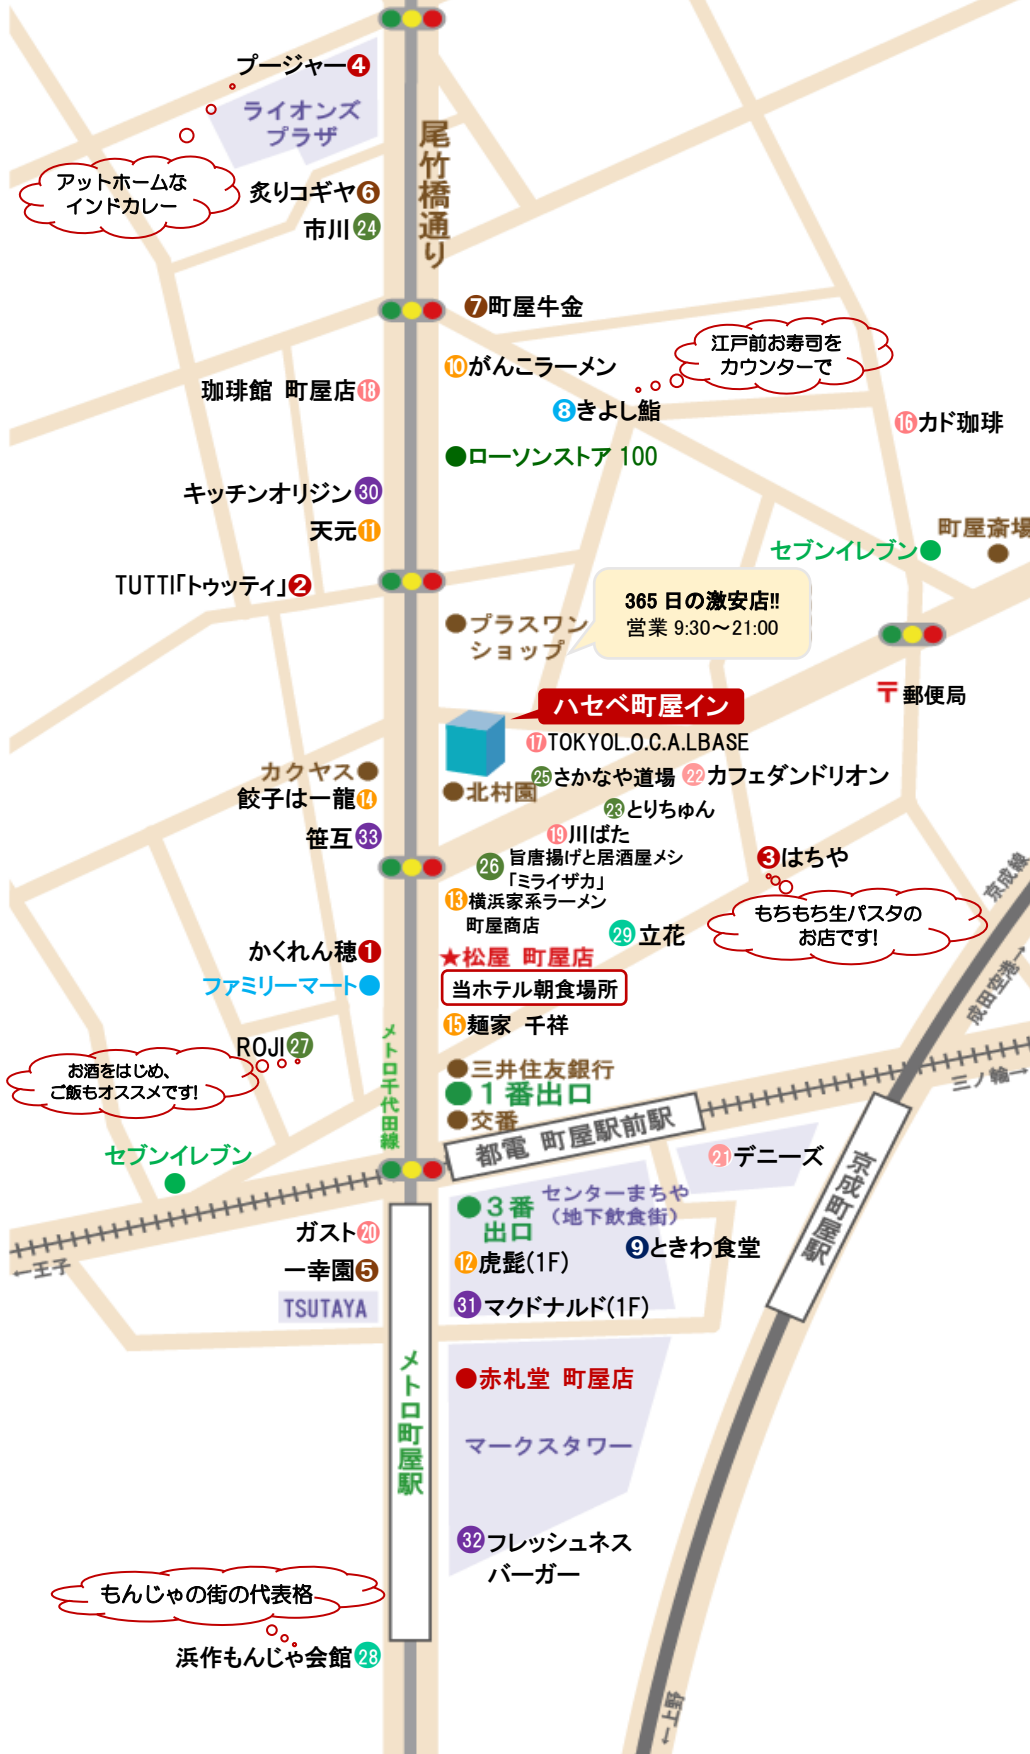 プージャー❹
ライオンズ
プラザ
アットホームな
インドカレー
尾竹橋通り
炙りコギヤ❻
市川㉔
❼町屋牛金
江戸前お寿司を
カウンターで
⑩がんこラーメン
珈琲館 町屋店⑱
❽きよし鮨
⑯カド珈琲
●ローソンストア 100
キッチンオリジン㉚
天元⑪
町屋斎場
セブンイレブン●
TUTTI「トゥッティ」❷
365 日の激安店!!
営業 9:30～21:00
●プラスワン
ショップ
〒郵便局
ハセベ町屋イン
⑰TOKYOL.O.C.A.LBASE
カクヤス●
㉕さかなや道場
㉒カフェダンドリオン
●北村園
餃子は一龍⑭
㉓とりちゅん
笹互㉝
⑲川ばた
㉖旨唐揚げと居酒屋メシ
「ミライザカ」
❸はちや
⑬横浜家系ラーメン
町屋商店
もちもち生パスタの
お店です!
京成線
㉙立花
かくれん穂❶
★松屋 町屋店
ファミリーマート●
当ホテル朝食場所
成田空港→
⑮麺家 千祥
メトロ千代田線
ROJI㉗
お酒をはじめ、
ご飯もオススメです!
●三井住友銀行
三ノ輪→
●１番出口
●交番
都電 町屋駅前駅
セブンイレブン
㉑デニーズ
京成町屋駅
●３番
出口
センターまちや
（地下飲食街）
ガスト⑳
❾ときわ食堂
←王子
一幸園❺
⑫虎髭(1F)
TSUTAYA
㉛マクドナルド(1F)
メトロ町屋駅
●赤札堂 町屋店
マークスタワー
㉜フレッシュネス
バーガー
もんじゃの街の代表格
浜作もんじゃ会館㉘
←上野